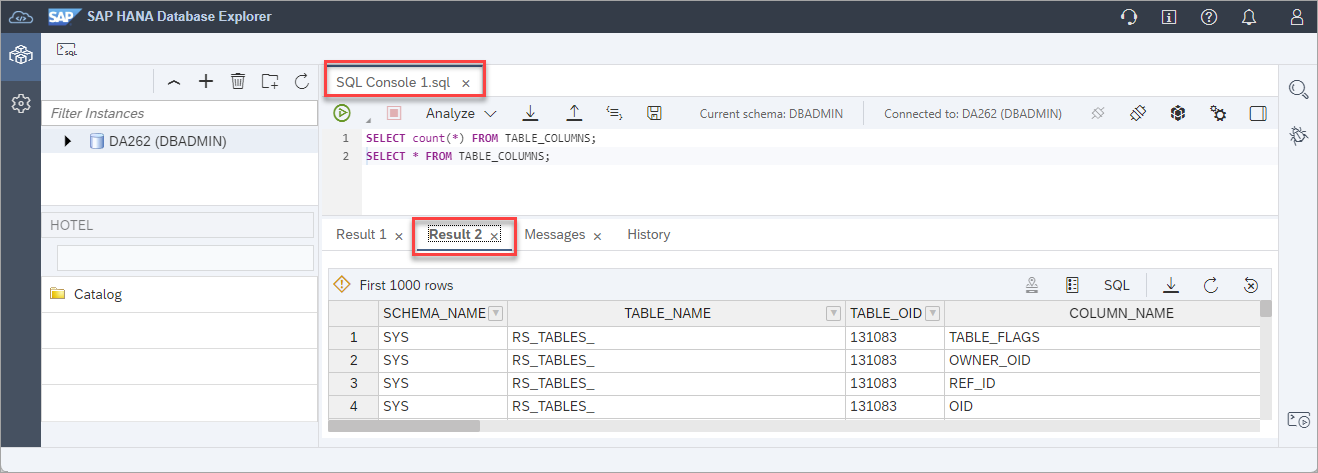 SAP SAP HANA Database Explorer
SQL
SQL Console 1.sql
Filter Instances
Analyze
Current schema: DBADMIN
Connected to: DA262 (DBADMIN)
DA262 (DBADMIN)
1 SELECT count(*) FROM TABLE_COLUMNS;
2 SELECT * FROM TABLE_COLUMNS;
HOTEL
Catalog
Result 1 Result 2 Messages History
First 1000 rows SQL
SCHEMA_NAME TABLE_NAME TABLE_OID COLUMN_NAME
1 SYS RS_TABLES_ 131083 TABLE_FLAGS
2 SYS RS_TABLES_ 131083 OWNER_OID
3 SYS RS_TABLES_ 131083 REF_ID
4 SYS RS_TABLES_ 131083 OID